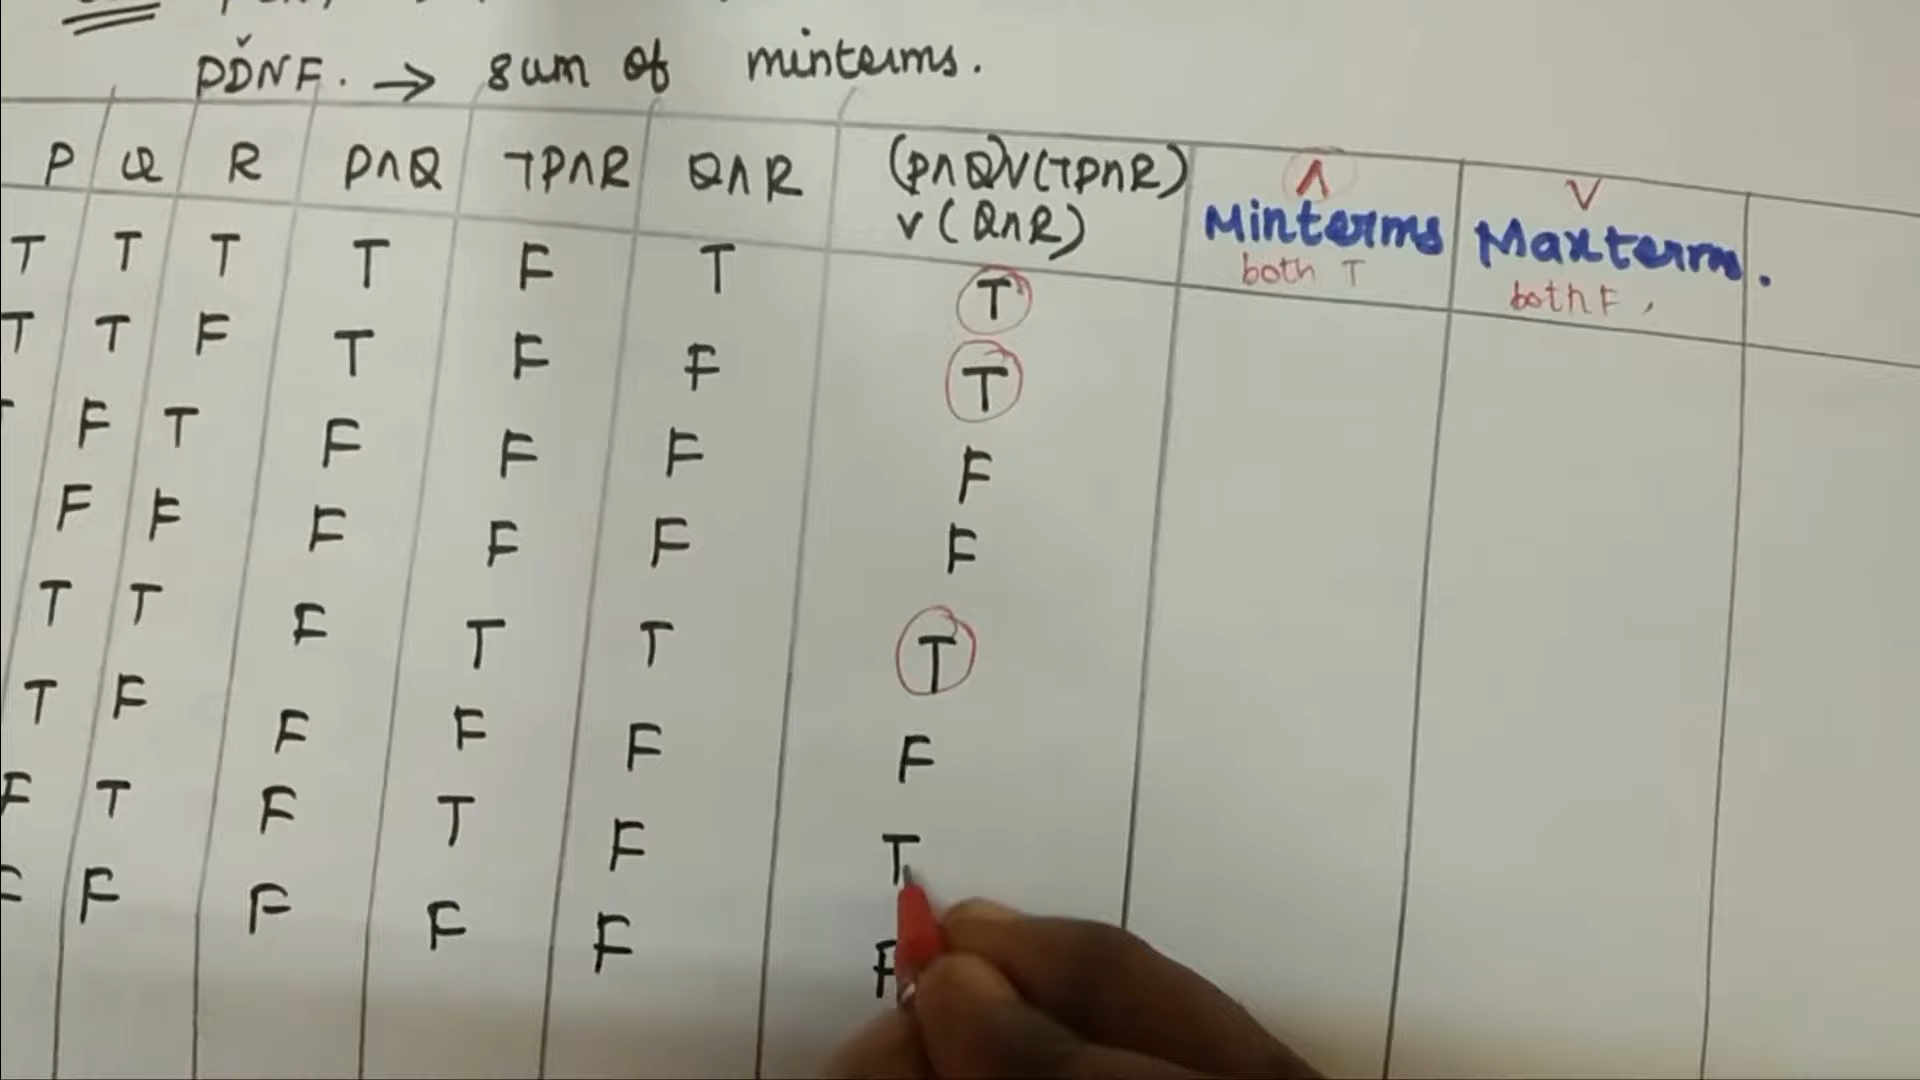 PDNF. → sum of minterms.
P Q R P∧Q ¬P∧R Q∧R (P∧Q)∨(¬P∧R) ∨(Q∧R) ∧ Minterms both T ∨ Maxterm. both F,
T T T T F T T
T T F T F F T
F T F F F F
F F F F F F
T T F T T T
T F F F F F
F T F T F T
F F F F F F